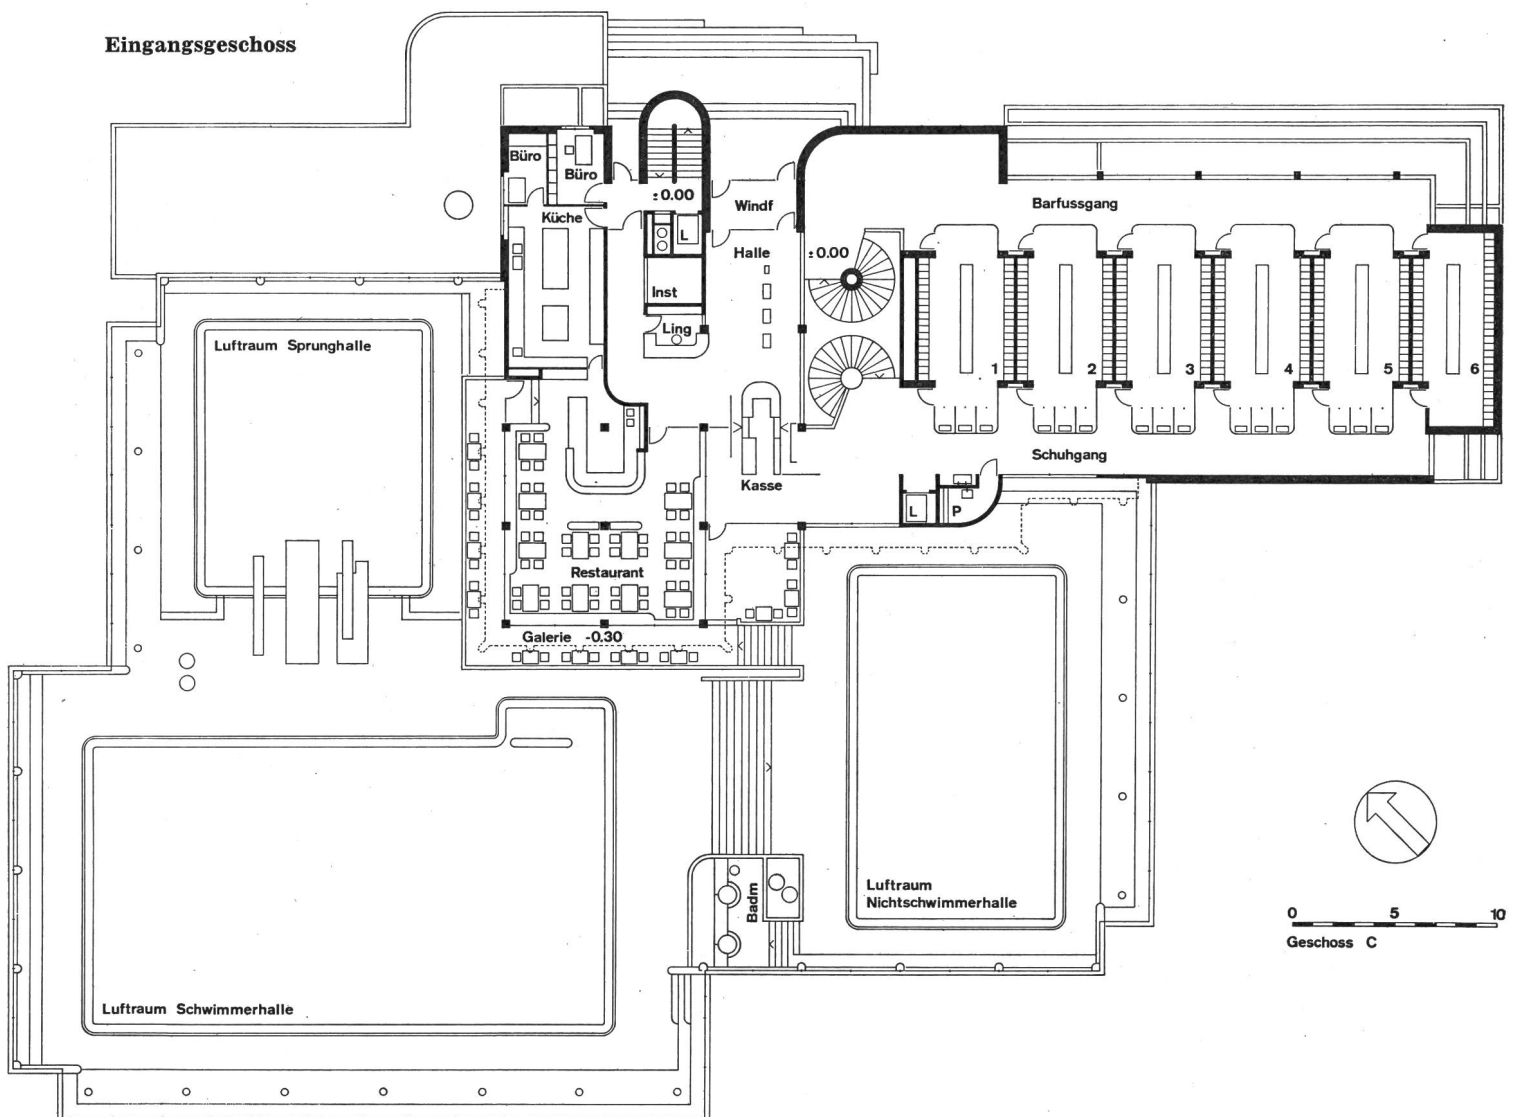 Eingangsgeschoss
Büro
Büro
± 0.00
Küche
Windf
Barfussgang
L
Halle
± 0.00
Inst
Ling
Luftraum Sprunghalle
1
2
3
4
5
6
Schuhgang
Kasse
L
P
Restaurant
Galerie -0.30
Luftraum
Nichtschwimmerhalle
Badm
0 5 10
Geschoss C
Luftraum Schwimmerhalle